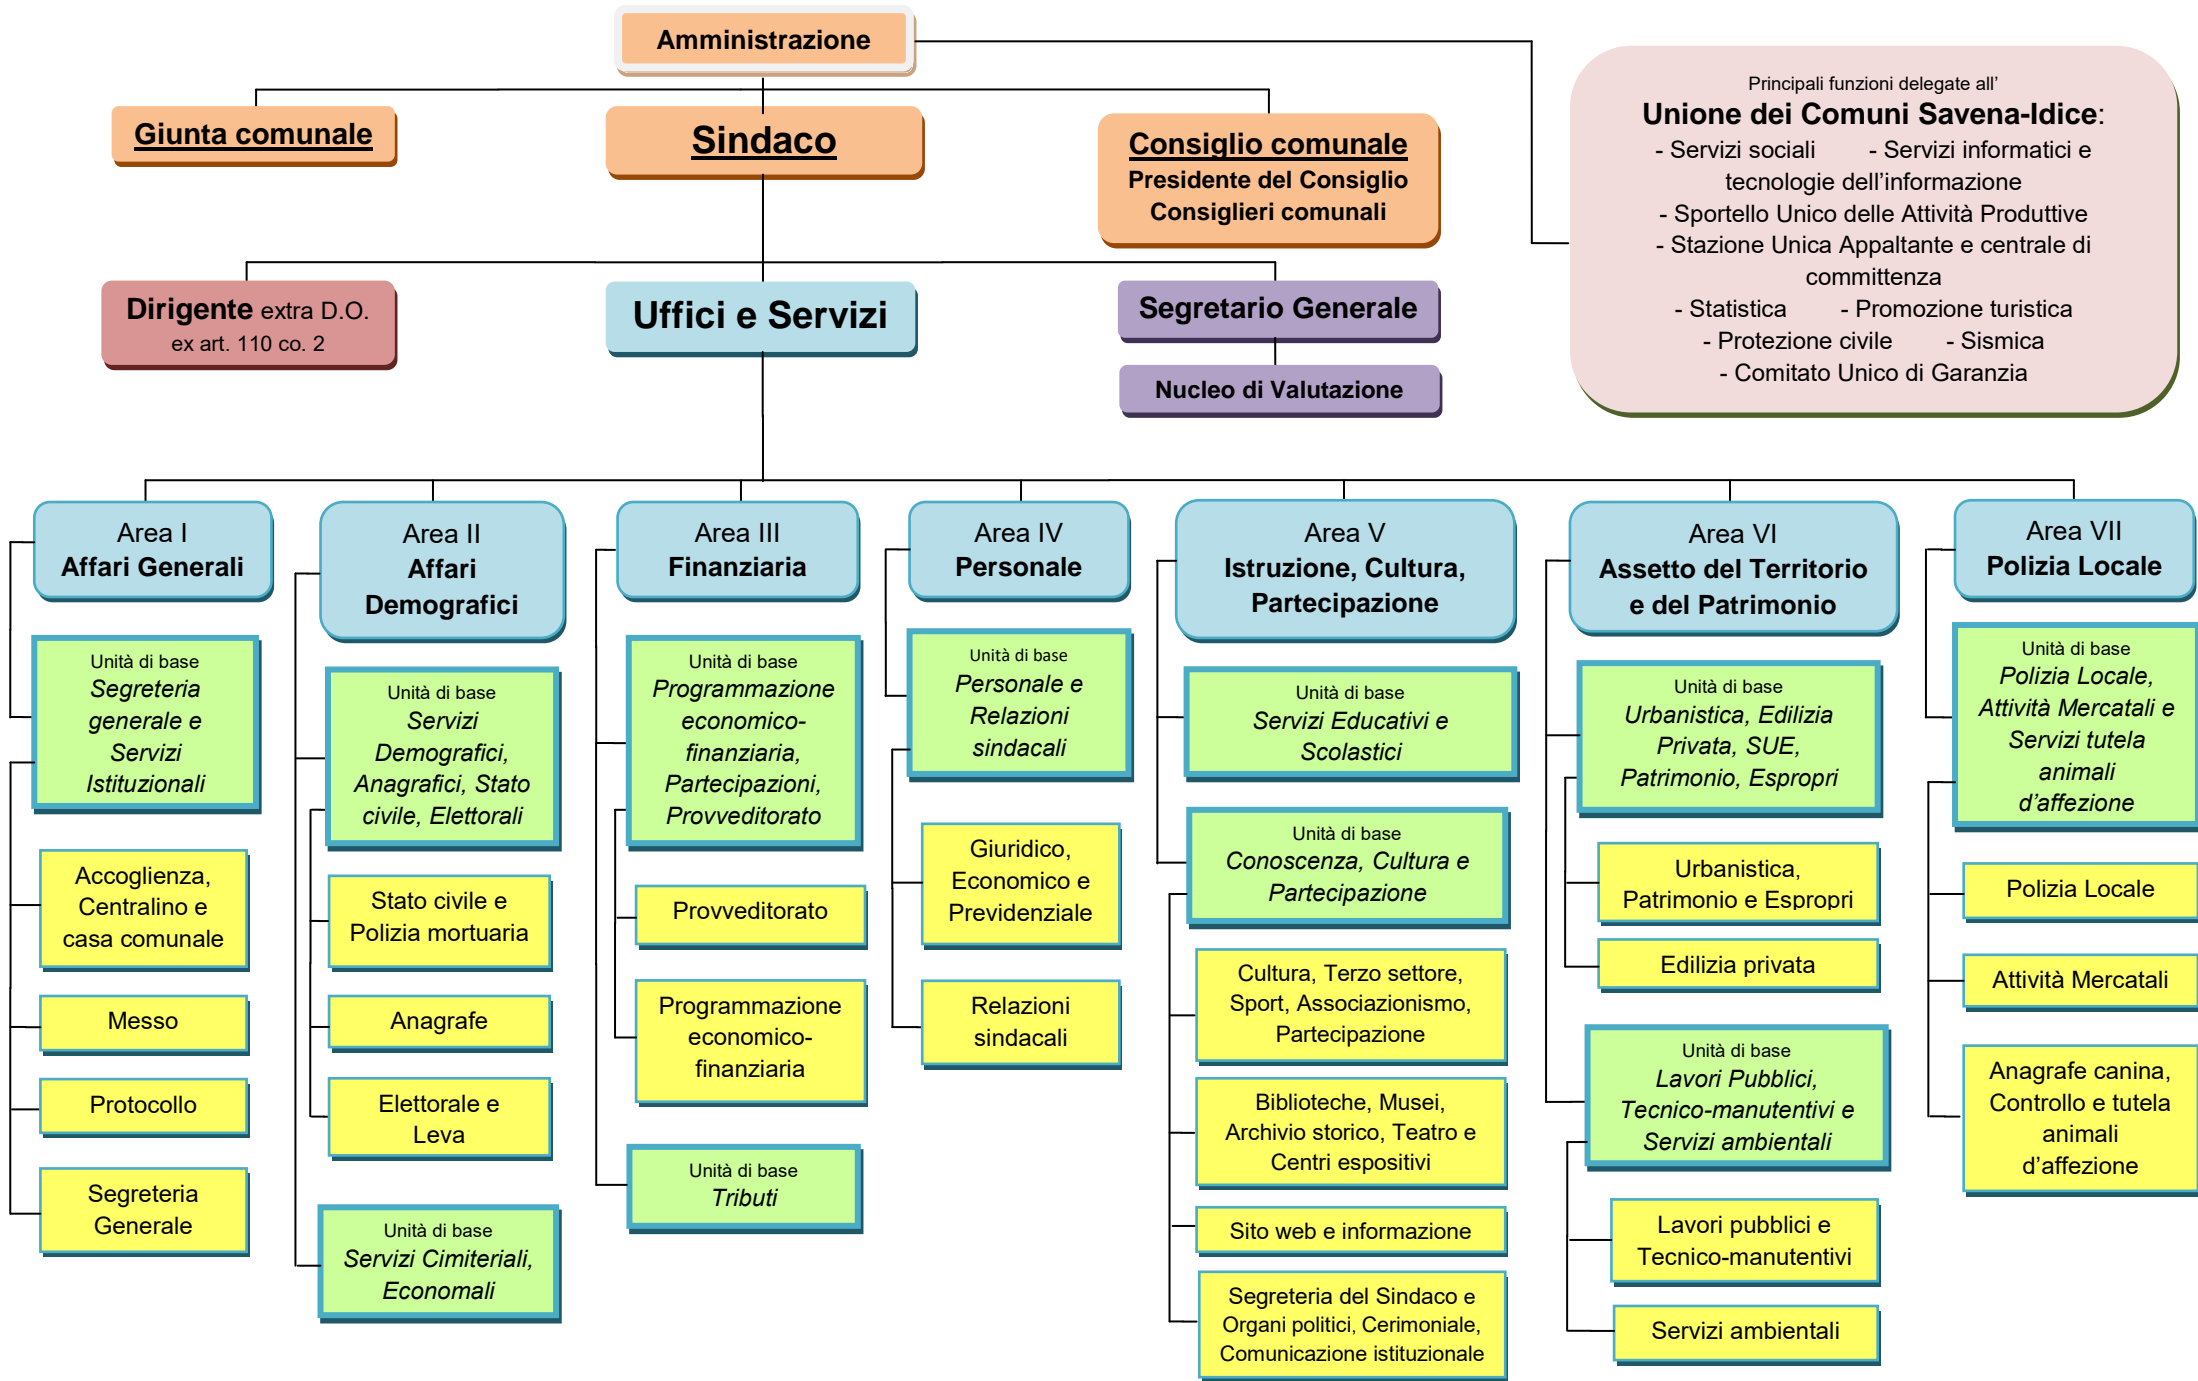 Amministrazione
Giunta comunale
Sindaco
Consiglio comunale
Presidente del Consiglio
Consiglieri comunali
Principali funzioni delegate all’
Unione dei Comuni Savena-Idice:
- Servizi sociali - Servizi informatici e
tecnologie dell’informazione
- Sportello Unico delle Attività Produttive
- Stazione Unica Appaltante e centrale di
committenza
- Statistica - Promozione turistica
- Protezione civile - Sismica
- Comitato Unico di Garanzia
Dirigente extra D.O.
ex art. 110 co. 2
Uffici e Servizi
Segretario Generale
Nucleo di Valutazione
Area I
Affari Generali
Unità di base
Segreteria
generale e
Servizi
Istituzionali
Accoglienza,
Centralino e
casa comunale
Messo
Protocollo
Segreteria
Generale
Area II
Affari
Demografici
Unità di base
Servizi
Demografici,
Anagrafici, Stato
civile, Elettorali
Stato civile e
Polizia mortuaria
Anagrafe
Elettorale e
Leva
Unità di base
Servizi Cimiteriali,
Economali
Area III
Finanziaria
Unità di base
Programmazione
economico-
finanziaria,
Partecipazioni,
Provveditorato
Provveditorato
Programmazione
economico-
finanziaria
Unità di base
Tributi
Area IV
Personale
Unità di base
Personale e
Relazioni
sindacali
Giuridico,
Economico e
Previdenziale
Relazioni
sindacali
Area V
Istruzione, Cultura,
Partecipazione
Unità di base
Servizi Educativi e
Scolastici
Unità di base
Conoscenza, Cultura e
Partecipazione
Cultura, Terzo settore,
Sport, Associazionismo,
Partecipazione
Biblioteche, Musei,
Archivio storico, Teatro e
Centri espositivi
Sito web e informazione
Segreteria del Sindaco e
Organi politici, Cerimoniale,
Comunicazione istituzionale
Area VI
Assetto del Territorio
e del Patrimonio
Unità di base
Urbanistica, Edilizia
Privata, SUE,
Patrimonio, Espropri
Urbanistica,
Patrimonio e Espropri
Edilizia privata
Unità di base
Lavori Pubblici,
Tecnico-manutentivi e
Servizi ambientali
Lavori pubblici e
Tecnico-manutentivi
Servizi ambientali
Area VII
Polizia Locale
Unità di base
Polizia Locale,
Attività Mercatali e
Servizi tutela
animali
d’affezione
Polizia Locale
Attività Mercatali
Anagrafe canina,
Controllo e tutela
animali
d’affezione